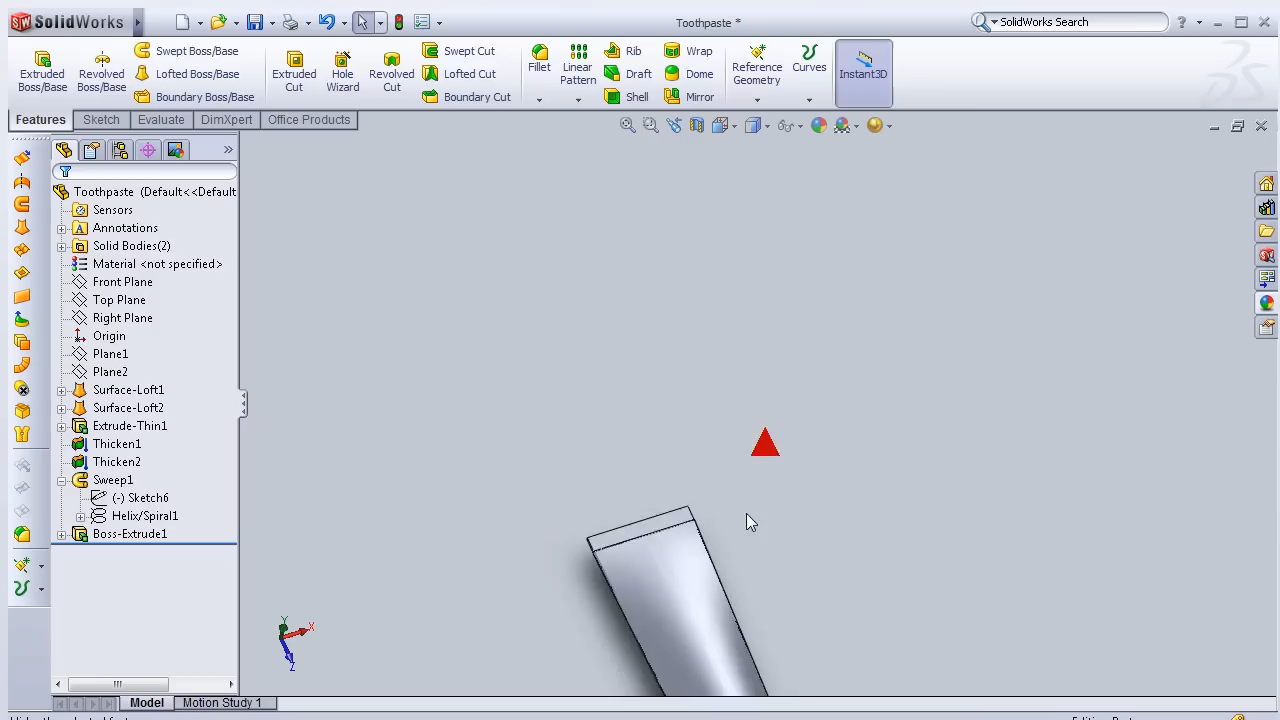 SolidWorks
Toothpaste *
SolidWorks Search
?
Extruded Boss/Base
Revolved Boss/Base
Swept Boss/Base
Lofted Boss/Base
Boundary Boss/Base
Extruded Cut
Hole Wizard
Revolved Cut
Swept Cut
Lofted Cut
Boundary Cut
Fillet
Linear Pattern
Rib
Draft
Shell
Wrap
Dome
Mirror
Reference Geometry
Curves
Instant3D
Features
Sketch
Evaluate
DimXpert
Office Products
Toothpaste (Default<<Default
Sensors
Annotations
Solid Bodies(2)
Material <not specified>
Front Plane
Top Plane
Right Plane
Origin
Plane1
Plane2
Surface-Loft1
Surface-Loft2
Extrude-Thin1
Thicken1
Thicken2
Sweep1
(-) Sketch6
Helix/Spiral1
Boss-Extrude1
Y
X
Z
Model
Motion Study 1